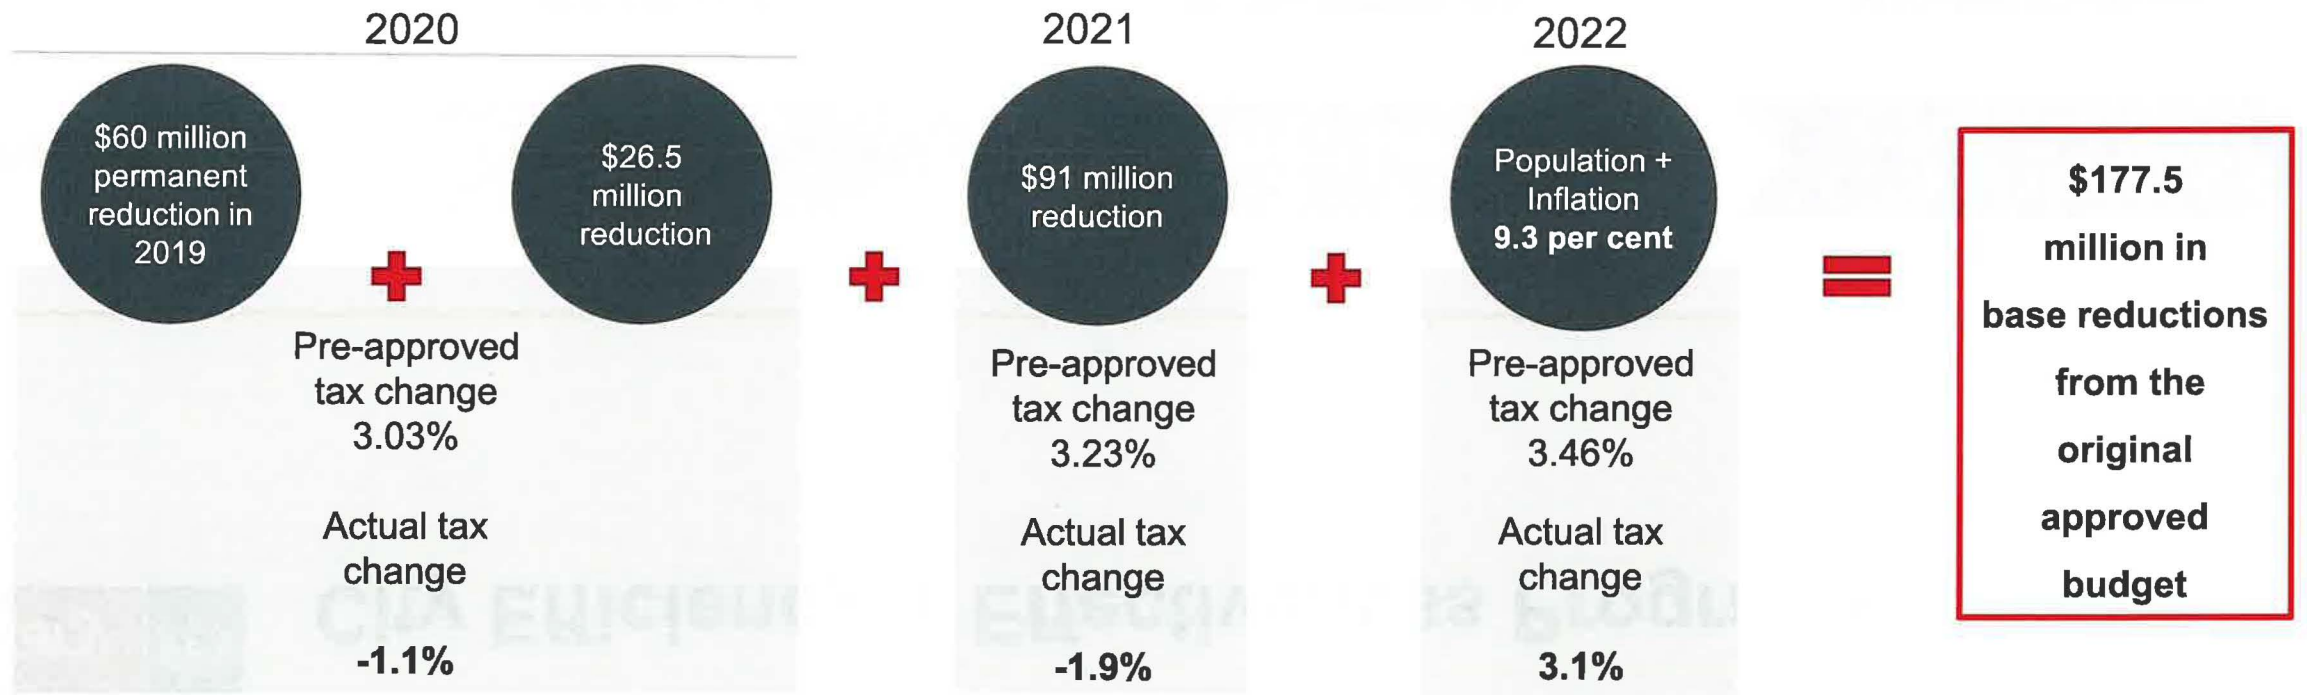 2020
$60 million
permanent
reduction in
2019
+
$26.5
million
reduction
Pre-approved
tax change
3.03%
Actual tax
change
-1.1%
+
2021
$91 million
reduction
Pre-approved
tax change
3.23%
Actual tax
change
-1.9%
+
2022
Population +
Inflation
9.3 per cent
Pre-approved
tax change
3.46%
Actual tax
change
3.1%
=
$177.5
million in
base reductions
from the
original
approved
budget